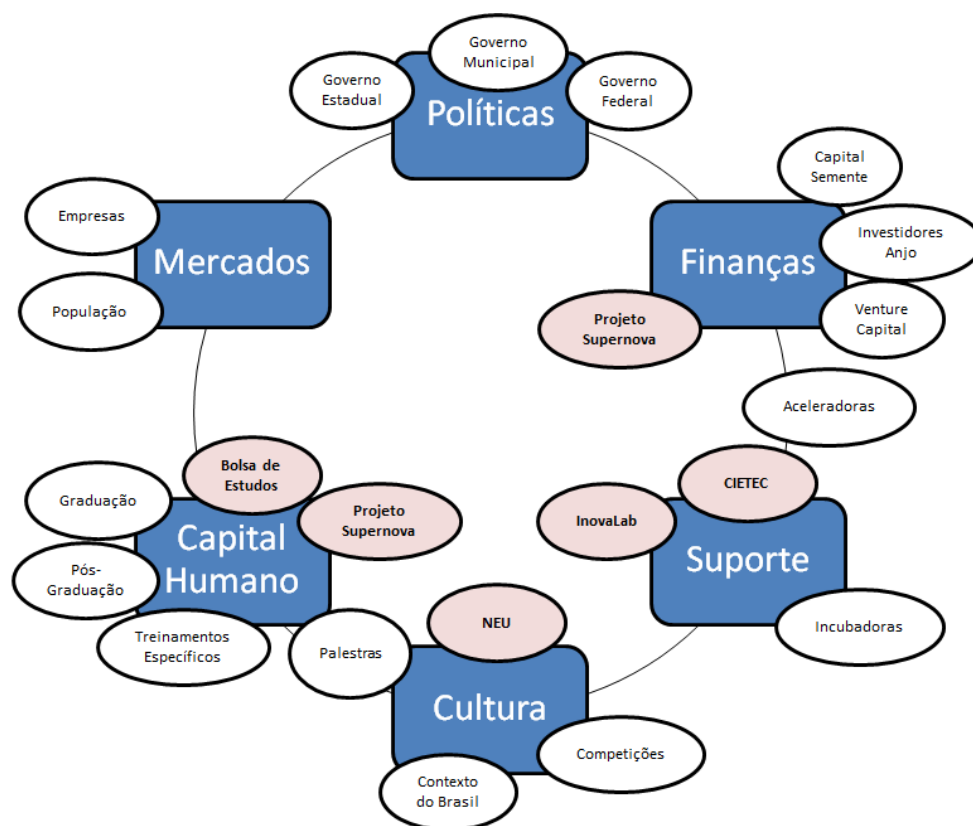 Governo
Municipal
Governo
Estadual
Governo
Federal
Políticas
Capital
Semente
Investidores
Anjo
Venture
Capital
Finanças
Projeto
Supernova
Aceleradoras
Empresas
População
Mercados
Bolsa de
Estudos
Projeto
Supernova
Graduação
Pós-
Graduação
Treinamentos
Específicos
Capital
Humano
Palestras
CIETEC
InovaLab
Suporte
Incubadoras
NEU
Cultura
Competições
Contexto
do Brasil